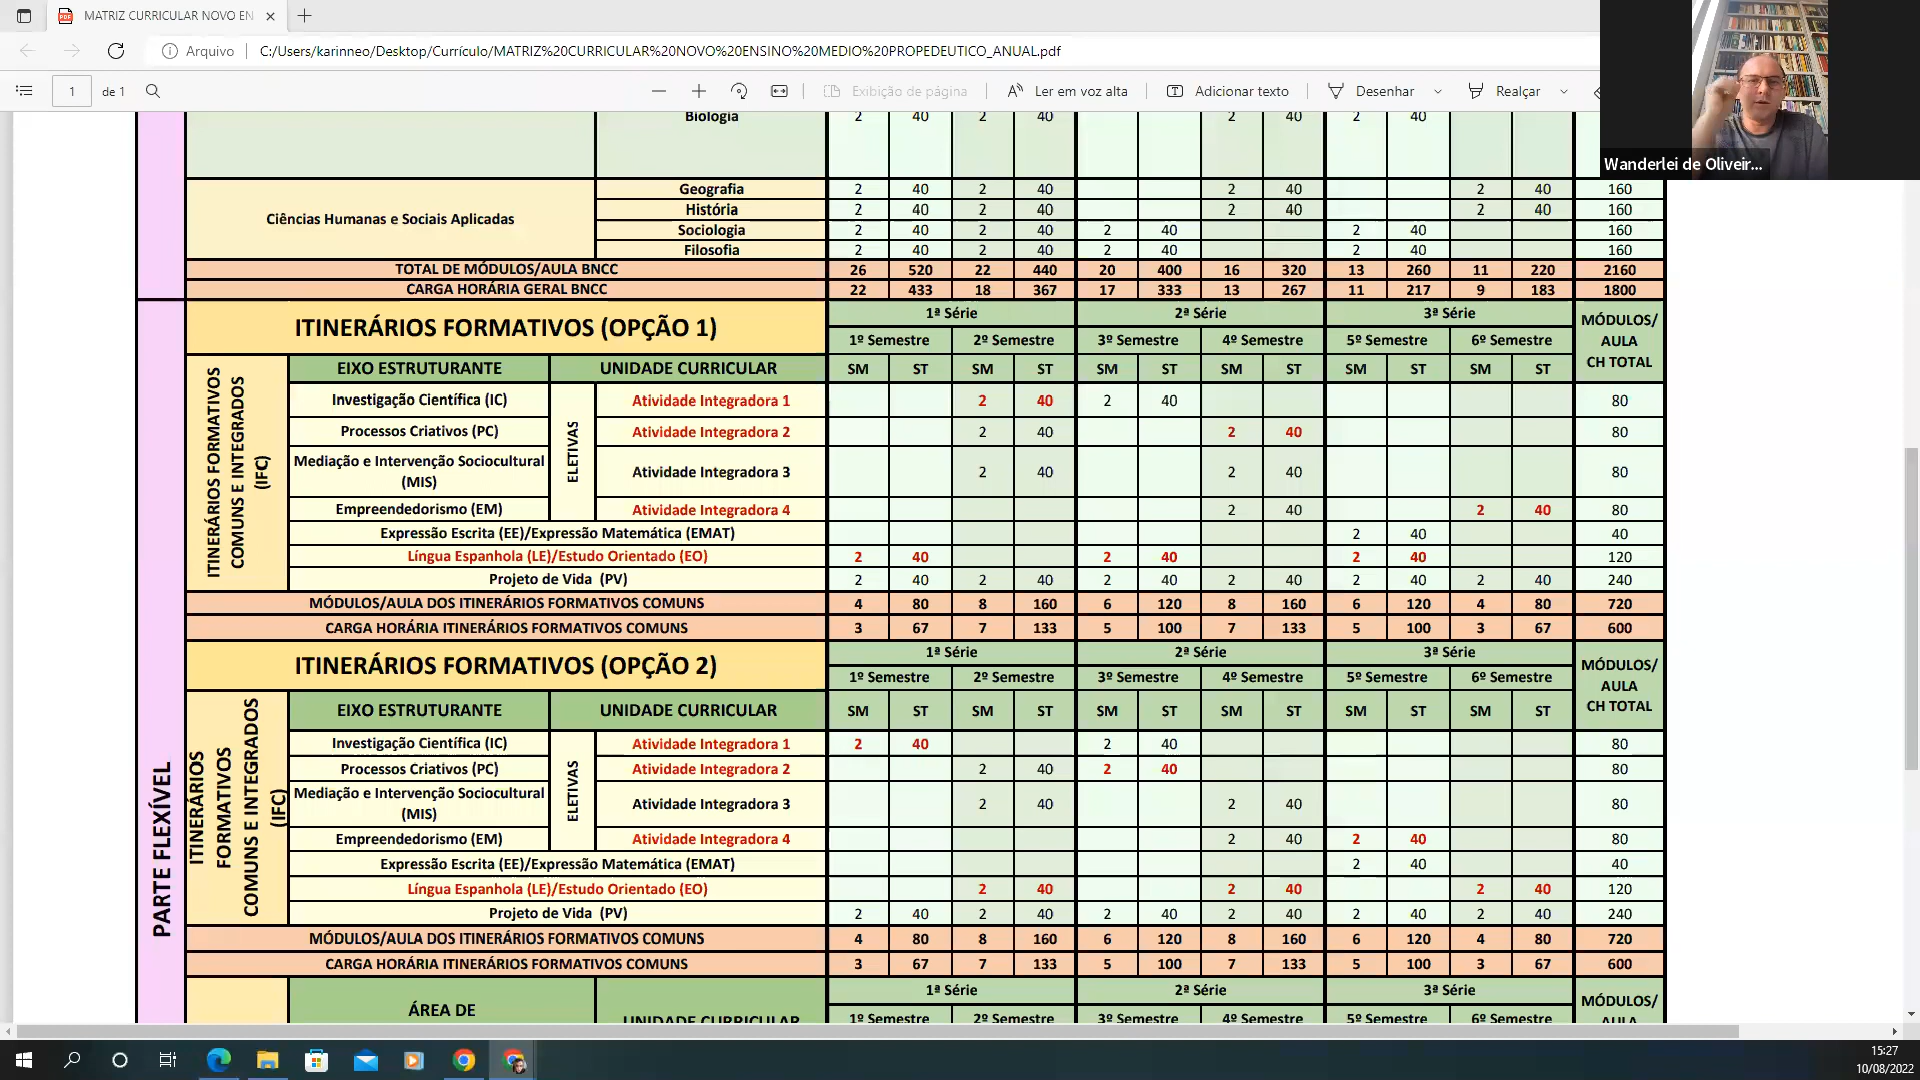 MATRIZ CURRICULAR NOVO EN
Arquivo
C:/Users/karinneo/Desktop/Currículo/MATRIZ%20CURRICULAR%20NOVO%20ENSINO%20MEDIO%20PROPEDEUTICO_ANUAL.pdf
1 de 1 Exibição de página Ler em voz alta Adicionar texto Desenhar Realçar
Wanderlei de Oliveir...
Biologia 2 40 2 40 2 40 2 40
Ciências Humanas e Sociais Aplicadas
Geografia 2 40 2 40 2 40 2 40 160
História 2 40 2 40 2 40 2 40 160
Sociologia 2 40 2 40 2 40 2 40 160
Filosofia 2 40 2 40 2 40 2 40 160
TOTAL DE MÓDULOS/AULA BNCC 26 520 22 440 20 400 16 320 13 260 11 220 2160
CARGA HORÁRIA GERAL BNCC 22 433 18 367 17 333 13 267 11 217 9 183 1800
PARTE FLEXÍVEL
ITINERÁRIOS FORMATIVOS (OPÇÃO 1)
1ª Série 2ª Série 3ª Série
MÓDULOS/
AULA
CH TOTAL
1º Semestre 2º Semestre 3º Semestre 4º Semestre 5º Semestre 6º Semestre
ITINERÁRIOS FORMATIVOS
COMUNS E INTEGRADOS
(IFC)
EIXO ESTRUTURANTE UNIDADE CURRICULAR SM ST SM ST SM ST SM ST SM ST SM ST
ELETIVAS
Investigação Científica (IC) Atividade Integradora 1 2 40 2 40 80
Processos Criativos (PC) Atividade Integradora 2 2 40 2 40 80
Mediação e Intervenção Sociocultural
(MIS)
Atividade Integradora 3 2 40 2 40 80
Empreendedorismo (EM) Atividade Integradora 4 2 40 2 40 80
Expressão Escrita (EE)/Expressão Matemática (EMAT) 2 40 40
Língua Espanhola (LE)/Estudo Orientado (EO) 2 40 2 40 2 40 120
Projeto de Vida (PV) 2 40 2 40 2 40 2 40 2 40 2 40 240
MÓDULOS/AULA DOS ITINERÁRIOS FORMATIVOS COMUNS 4 80 8 160 6 120 8 160 6 120 4 80 720
CARGA HORÁRIA ITINERÁRIOS FORMATIVOS COMUNS 3 67 7 133 5 100 7 133 5 100 3 67 600
ITINERÁRIOS FORMATIVOS (OPÇÃO 2)
1ª Série 2ª Série 3ª Série
MÓDULOS/
AULA
CH TOTAL
1º Semestre 2º Semestre 3º Semestre 4º Semestre 5º Semestre 6º Semestre
ITINERÁRIOS
FORMATIVOS
COMUNS E INTEGRADOS
(IFC)
EIXO ESTRUTURANTE UNIDADE CURRICULAR SM ST SM ST SM ST SM ST SM ST SM ST
ELETIVAS
Investigação Científica (IC) Atividade Integradora 1 2 40 2 40 80
Processos Criativos (PC) Atividade Integradora 2 2 40 2 40 80
Mediação e Intervenção Sociocultural
(MIS)
Atividade Integradora 3 2 40 2 40 80
Empreendedorismo (EM) Atividade Integradora 4 2 40 2 40 80
Expressão Escrita (EE)/Expressão Matemática (EMAT) 2 40 40
Língua Espanhola (LE)/Estudo Orientado (EO) 2 40 2 40 2 40 120
Projeto de Vida (PV) 2 40 2 40 2 40 2 40 2 40 2 40 240
MÓDULOS/AULA DOS ITINERÁRIOS FORMATIVOS COMUNS 4 80 8 160 6 120 8 160 6 120 4 80 720
CARGA HORÁRIA ITINERÁRIOS FORMATIVOS COMUNS 3 67 7 133 5 100 7 133 5 100 3 67 600
ÁREA DE
UNIDADE CURRICULAR
1ª Série 2ª Série 3ª Série
MÓDULOS/
AULA
1º Semestre 2º Semestre 3º Semestre 4º Semestre 5º Semestre 6º Semestre
15:27
10/08/2022